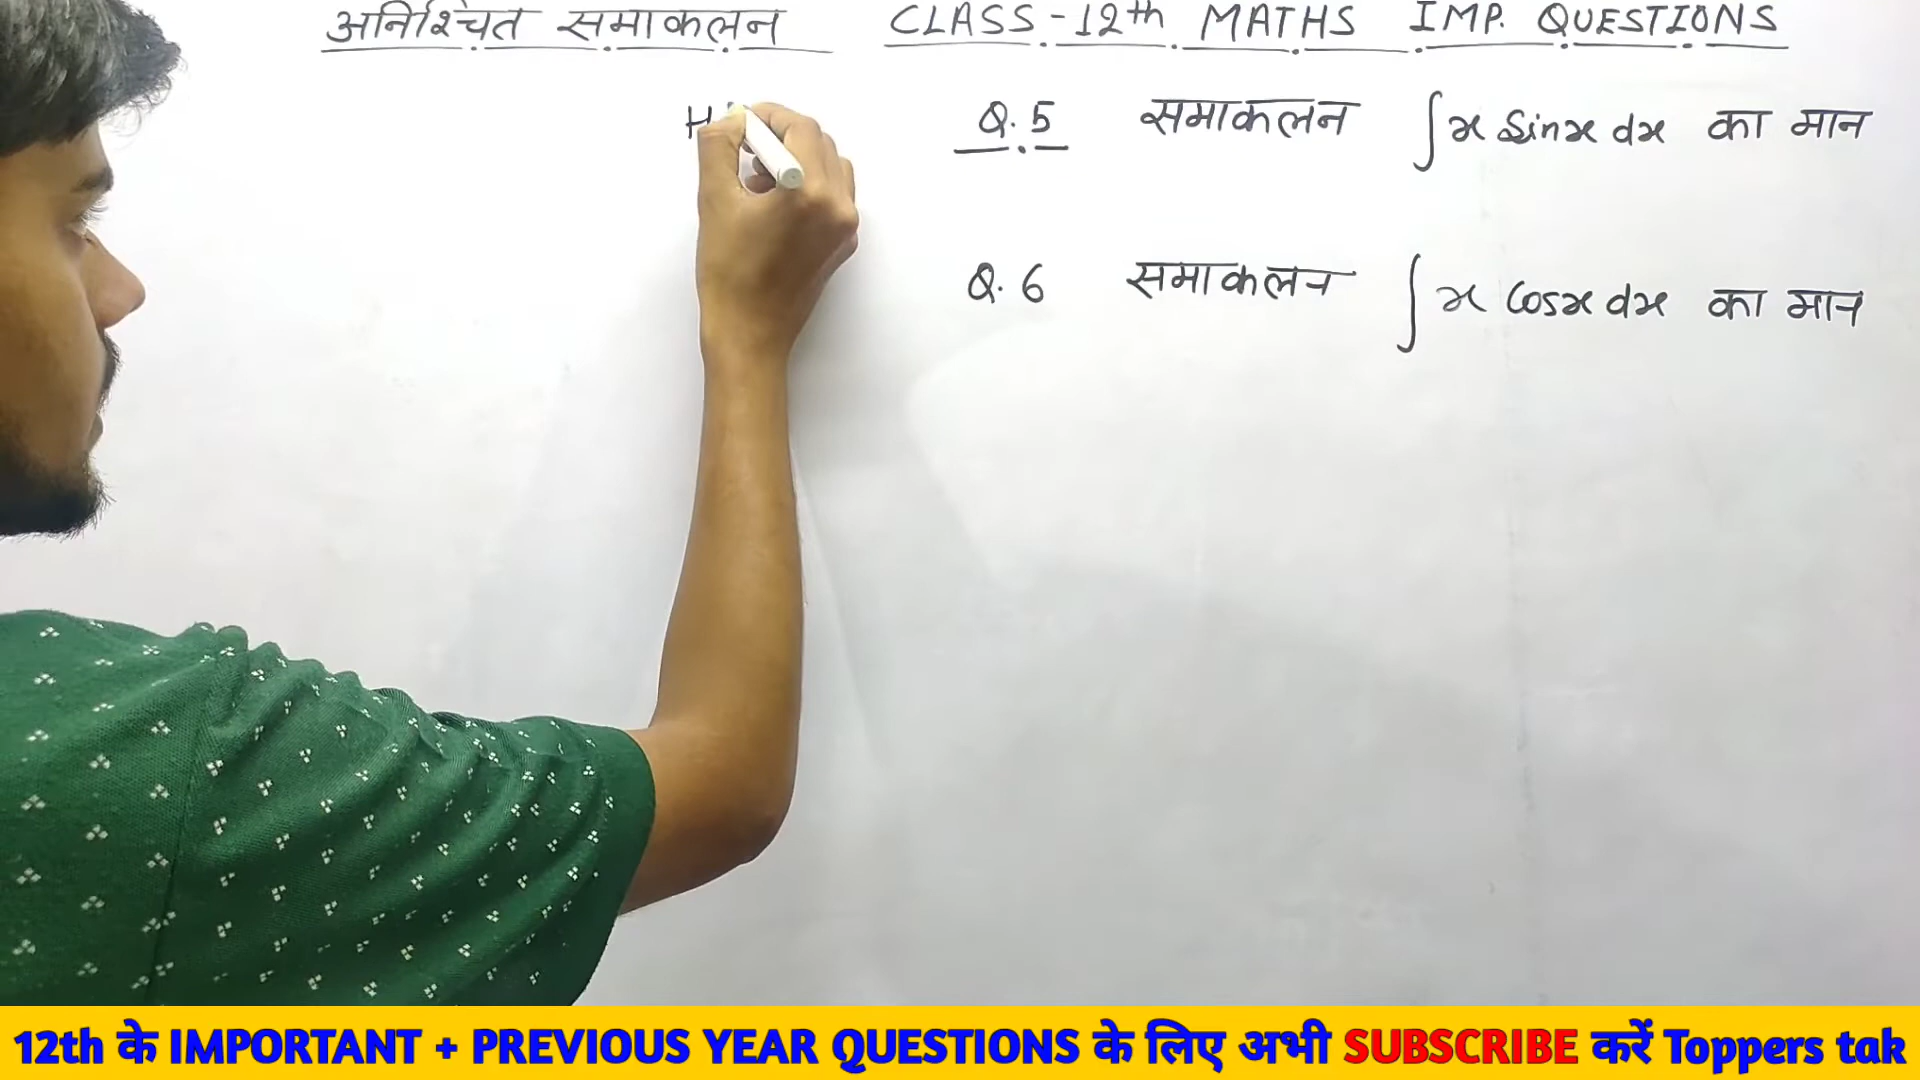 अनिश्चित समाकलन CLASS-12th MATHS IMP. QUESTIONS
Q.5 समाकलन ∫x Sinx dx का मान
Q.6 समाकलन ∫x Cosx dx का मान
12th के IMPORTANT + PREVIOUS YEAR QUESTIONS के लिए अभी SUBSCRIBE करें Toppers tak